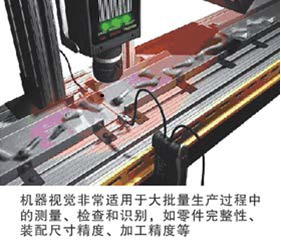 机器视觉非常适用于大批量生产过程中
的测量、检查和识别，如零件完整性、
装配尺寸精度、加工精度等